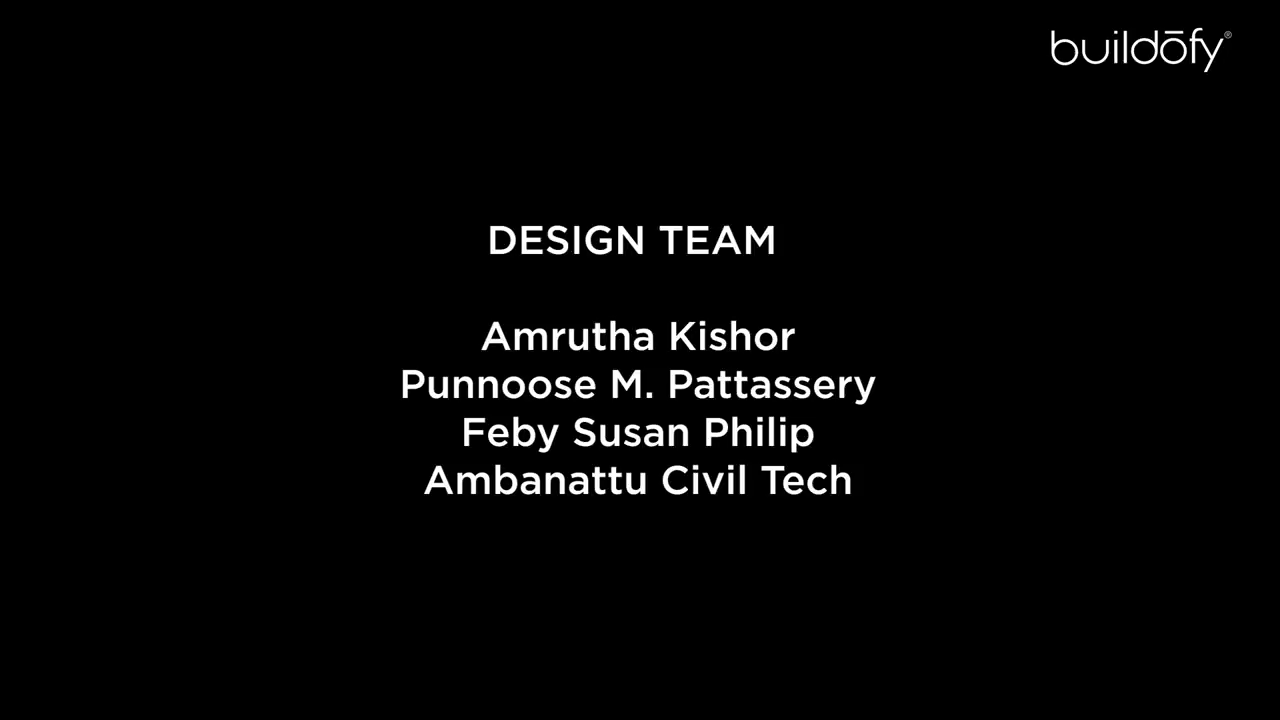 buildōfy®
DESIGN TEAM
Amrutha Kishor
Punnoose M. Pattassery
Feby Susan Philip
Ambanattu Civil Tech